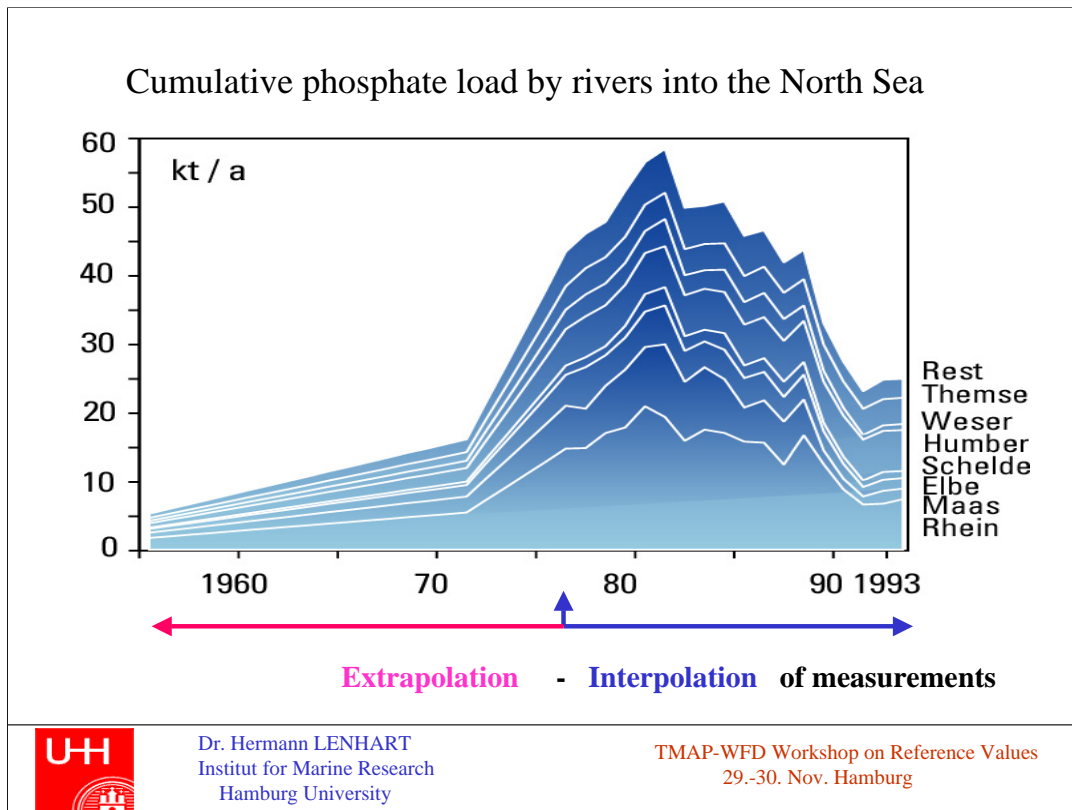 Cumulative phosphate load by rivers into the North Sea
kt / a
60
50
40
30
20
10
0
1960
70
80
90
1993
Rest
Themse
Weser
Humber
Schelde
Elbe
Maas
Rhein
Extrapolation - Interpolation of measurements
UH
Dr. Hermann LENHART
Institut for Marine Research
Hamburg University
TMAP-WFD Workshop on Reference Values
29.-30. Nov. Hamburg